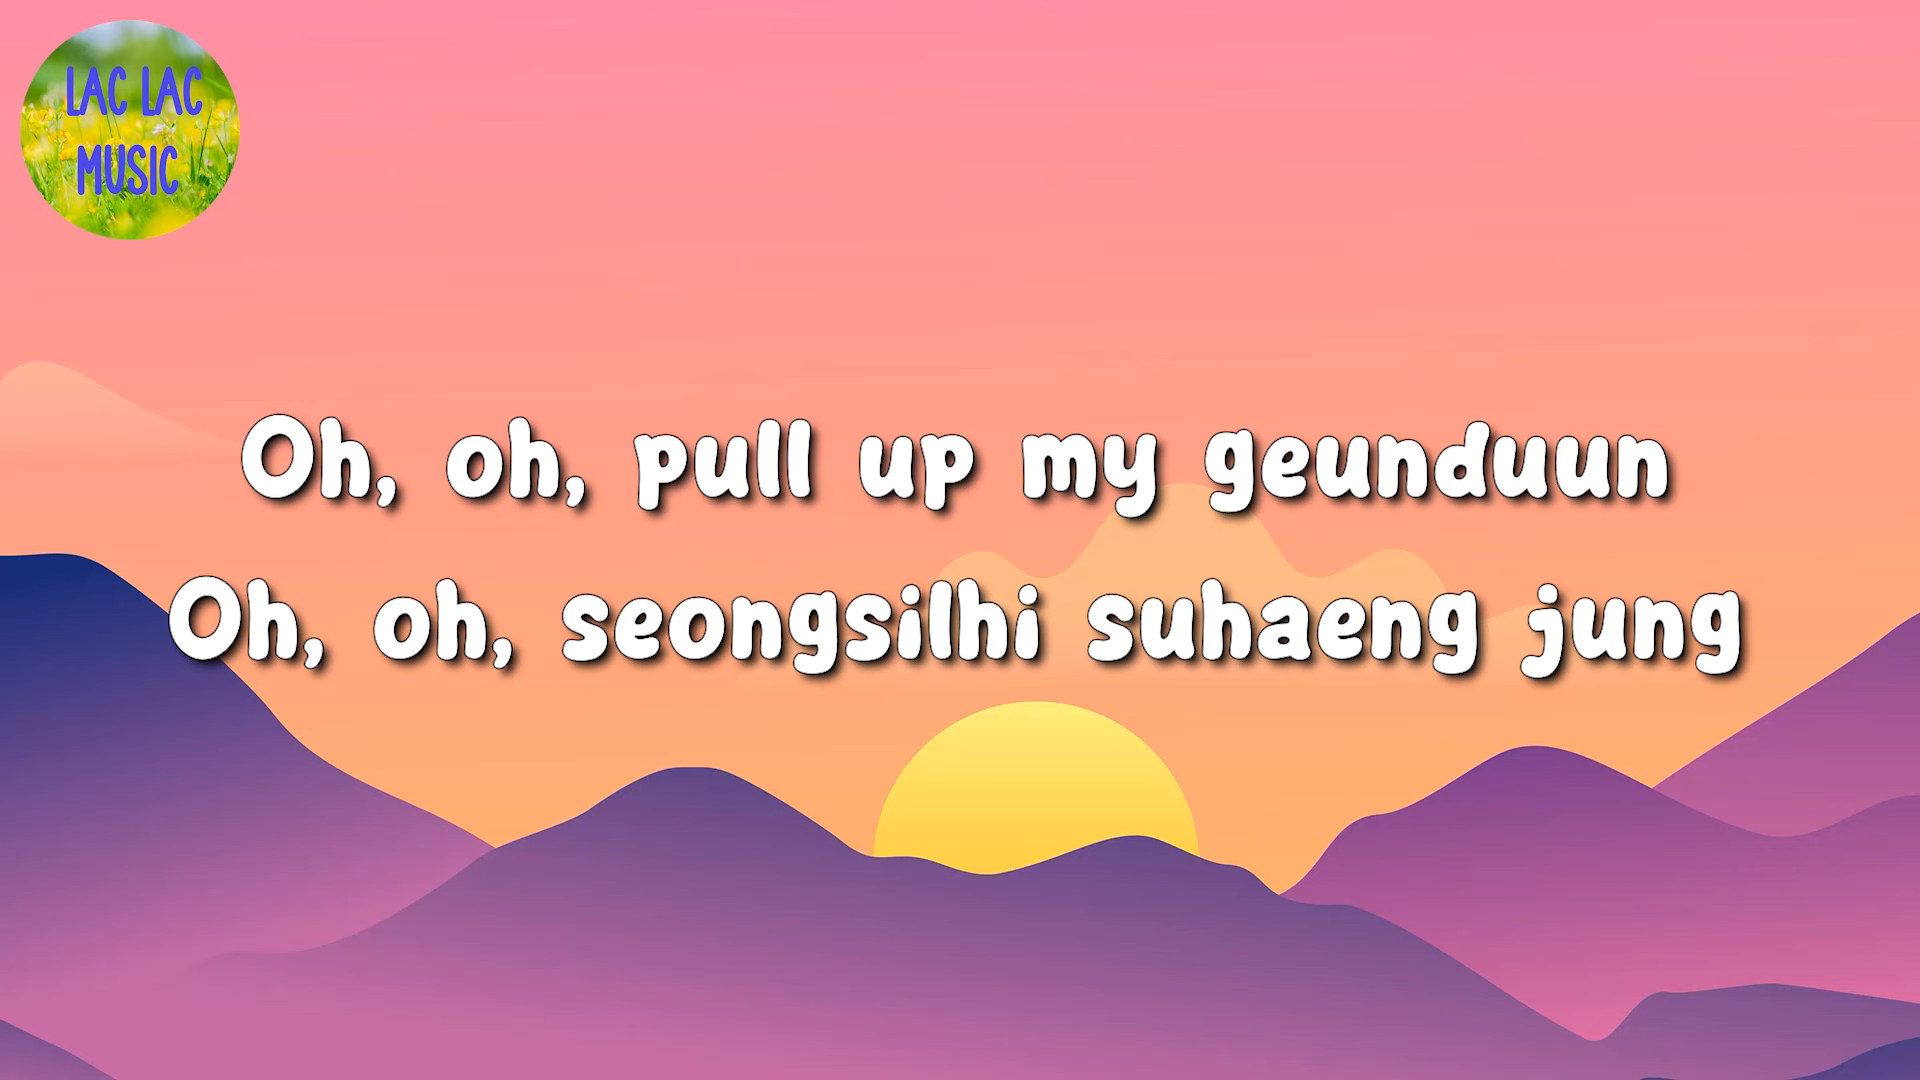 LAC LAC
MUSIC
Oh, oh, pull up my geunduun
Oh, oh, seongsilhi suhaeng jung